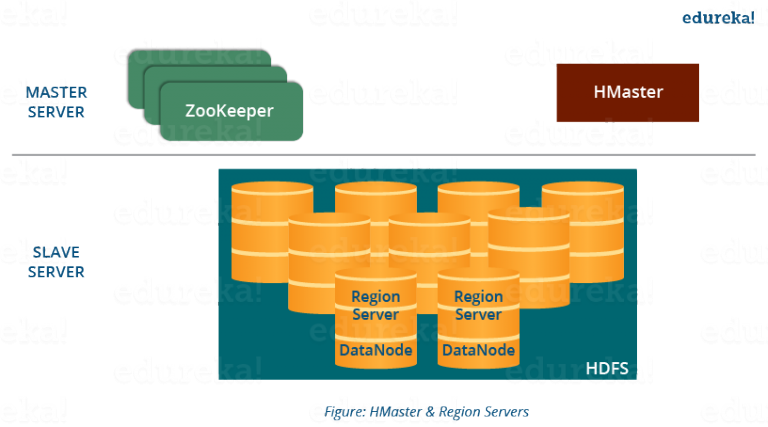 edureka!
MASTER
SERVER
ZooKeeper
HMaster
SLAVE
SERVER
Region
Server
DataNode
Region
Server
DataNode
HDFS
Figure: HMaster & Region Servers